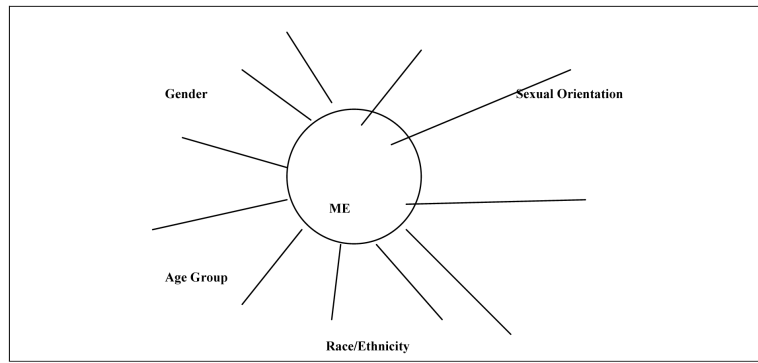 Gender
Sexual Orientation
ME
Age Group
Race/Ethnicity